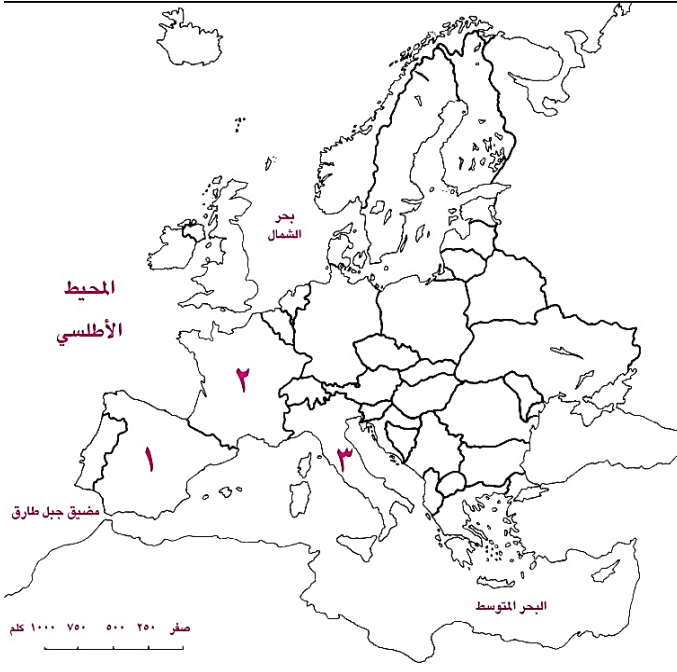 بحر
الشمال
المحيط
الأطلسي
٢
١
٣
مضيق جبل طارق
البحر المتوسط
صفر ٢٥٠ ٥٠٠ ٧٥٠ ١٠٠٠ كلم